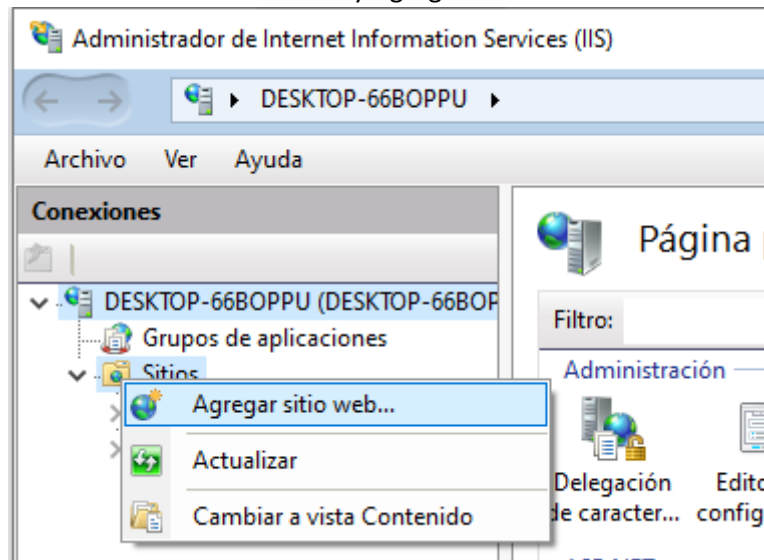 Administrador de Internet Information Services (IIS)
DESKTOP-66BOPPU
Archivo Ver Ayuda
Conexiones
DESKTOP-66BOPPU (DESKTOP-66BOP
Grupos de aplicaciones
Sitios
Agregar sitio web...
Actualizar
Cambiar a vista Contenido
Página
Filtro:
Administración
Delegación Edito
de caracter... config